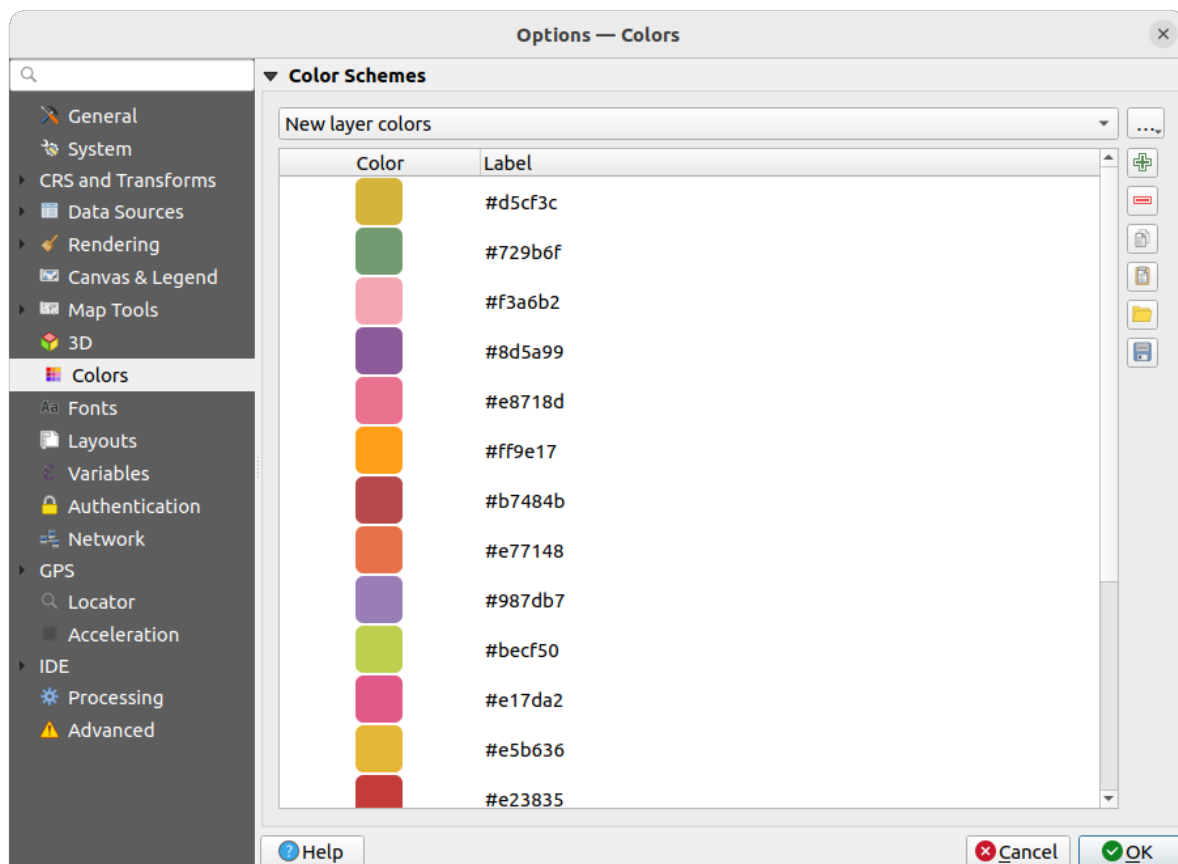 Options — Colors
Color Schemes
General
System
CRS and Transforms
Data Sources
Rendering
Canvas & Legend
Map Tools
3D
Colors
Aa Fonts
Layouts
ε Variables
Authentication
Network
GPS
Locator
Acceleration
IDE
Processing
Advanced
New layer colors
...
Color Label
#d5cf3c
#729b6f
#f3a6b2
#8d5a99
#e8718d
#ff9e17
#b7484b
#e77148
#987db7
#becf50
#e17da2
#e5b636
#e23835
Help
Cancel
OK